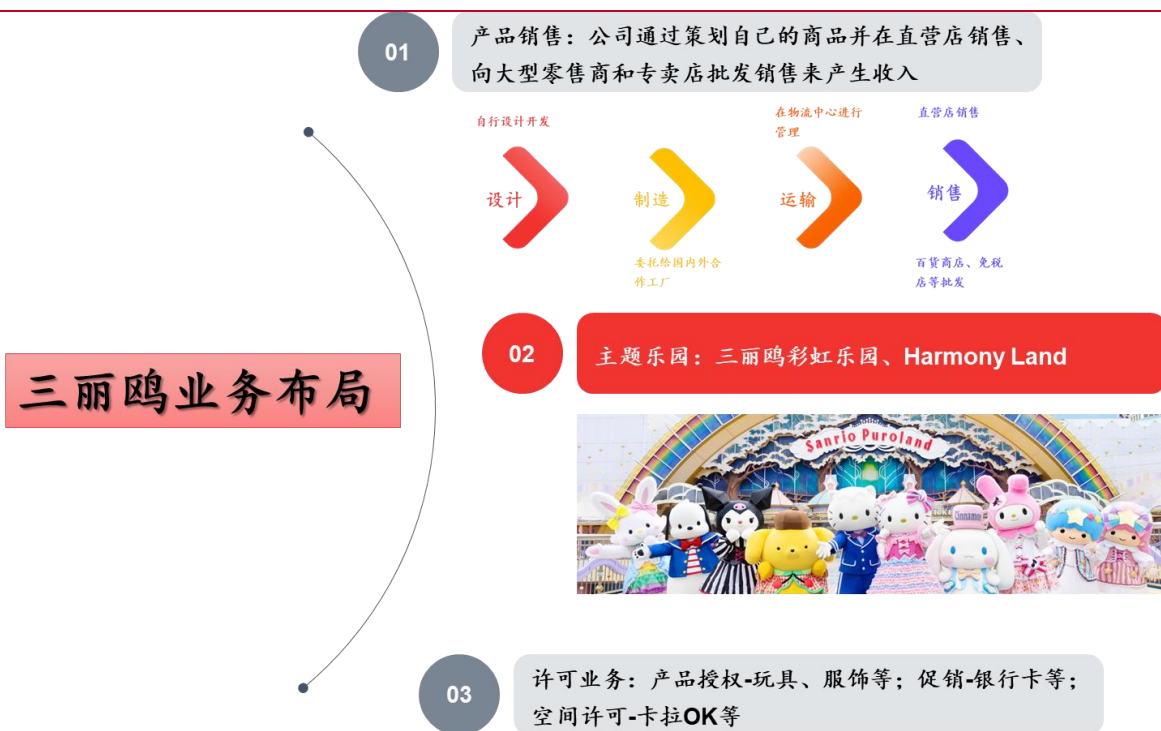 01
产品销售：公司通过策划自己的商品并在直营店销售、
向大型零售商和专卖店批发销售来产生收入
自行设计开发
设计
制造
委托给国内外合
作工厂
在物流中心进行
管理
运输
直营店销售
销售
百货商店、免税
店等批发
三丽鸥业务布局
02
主题乐园：三丽鸥彩虹乐园、Harmony Land
Sanrio Puroland
Cinnamon
03
许可业务：产品授权-玩具、服饰等；促销-银行卡等；
空间许可-卡拉OK等